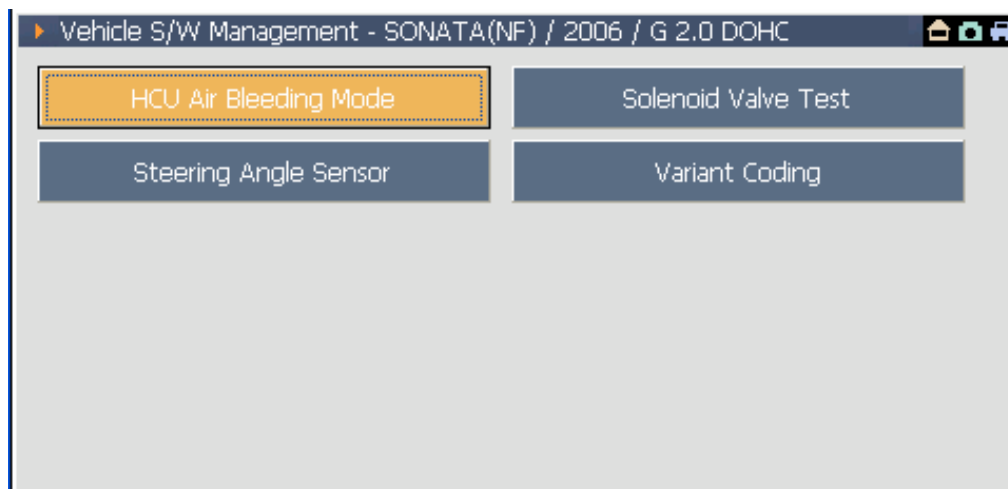 Vehicle S/W Management - SONATA(NF) / 2006 / G 2.0 DOHC
HCU Air Bleeding Mode
Solenoid Valve Test
Steering Angle Sensor
Variant Coding